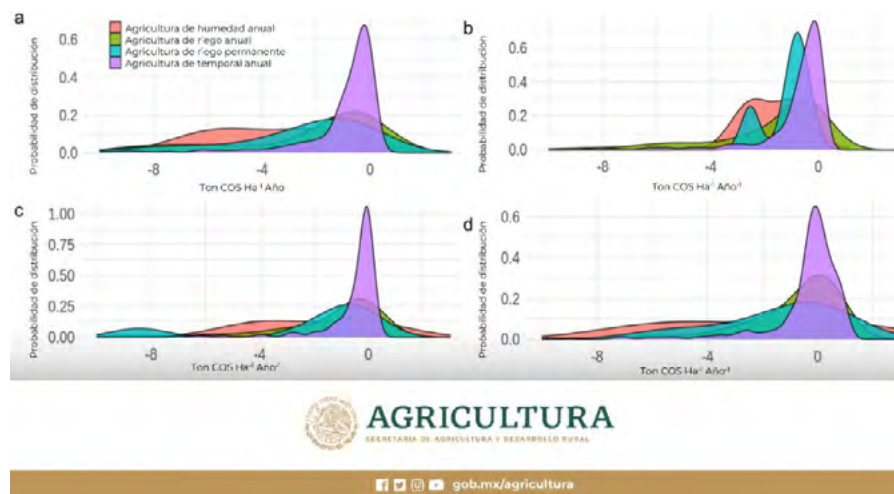 a
Agricultura de humedad anual
Agricultura de riego anual
Agricultura de riego permanente
Agricultura de temporal anual
Probabilidad de distribución
0.6
0.4
0.2
0.0
-8
-4
0
Ton COS Ha⁻¹ Año
b
Probabilidad de distribución
0.6
0.4
0.2
0.0
-8
-4
0
Ton COS Ha⁻¹ Año⁻¹
c
Probabilidad de distribución
1.00
0.75
0.50
0.25
0.00
-8
-4
0
Ton COS Ha⁻¹ Año⁻¹
d
Probabilidad de distribución
0.6
0.4
0.2
0.0
-8
-4
0
Ton COS Ha⁻¹ Año⁻¹
AGRICULTURA
SECRETARÍA DE AGRICULTURA Y DESARROLLO RURAL
gob.mx/agricultura